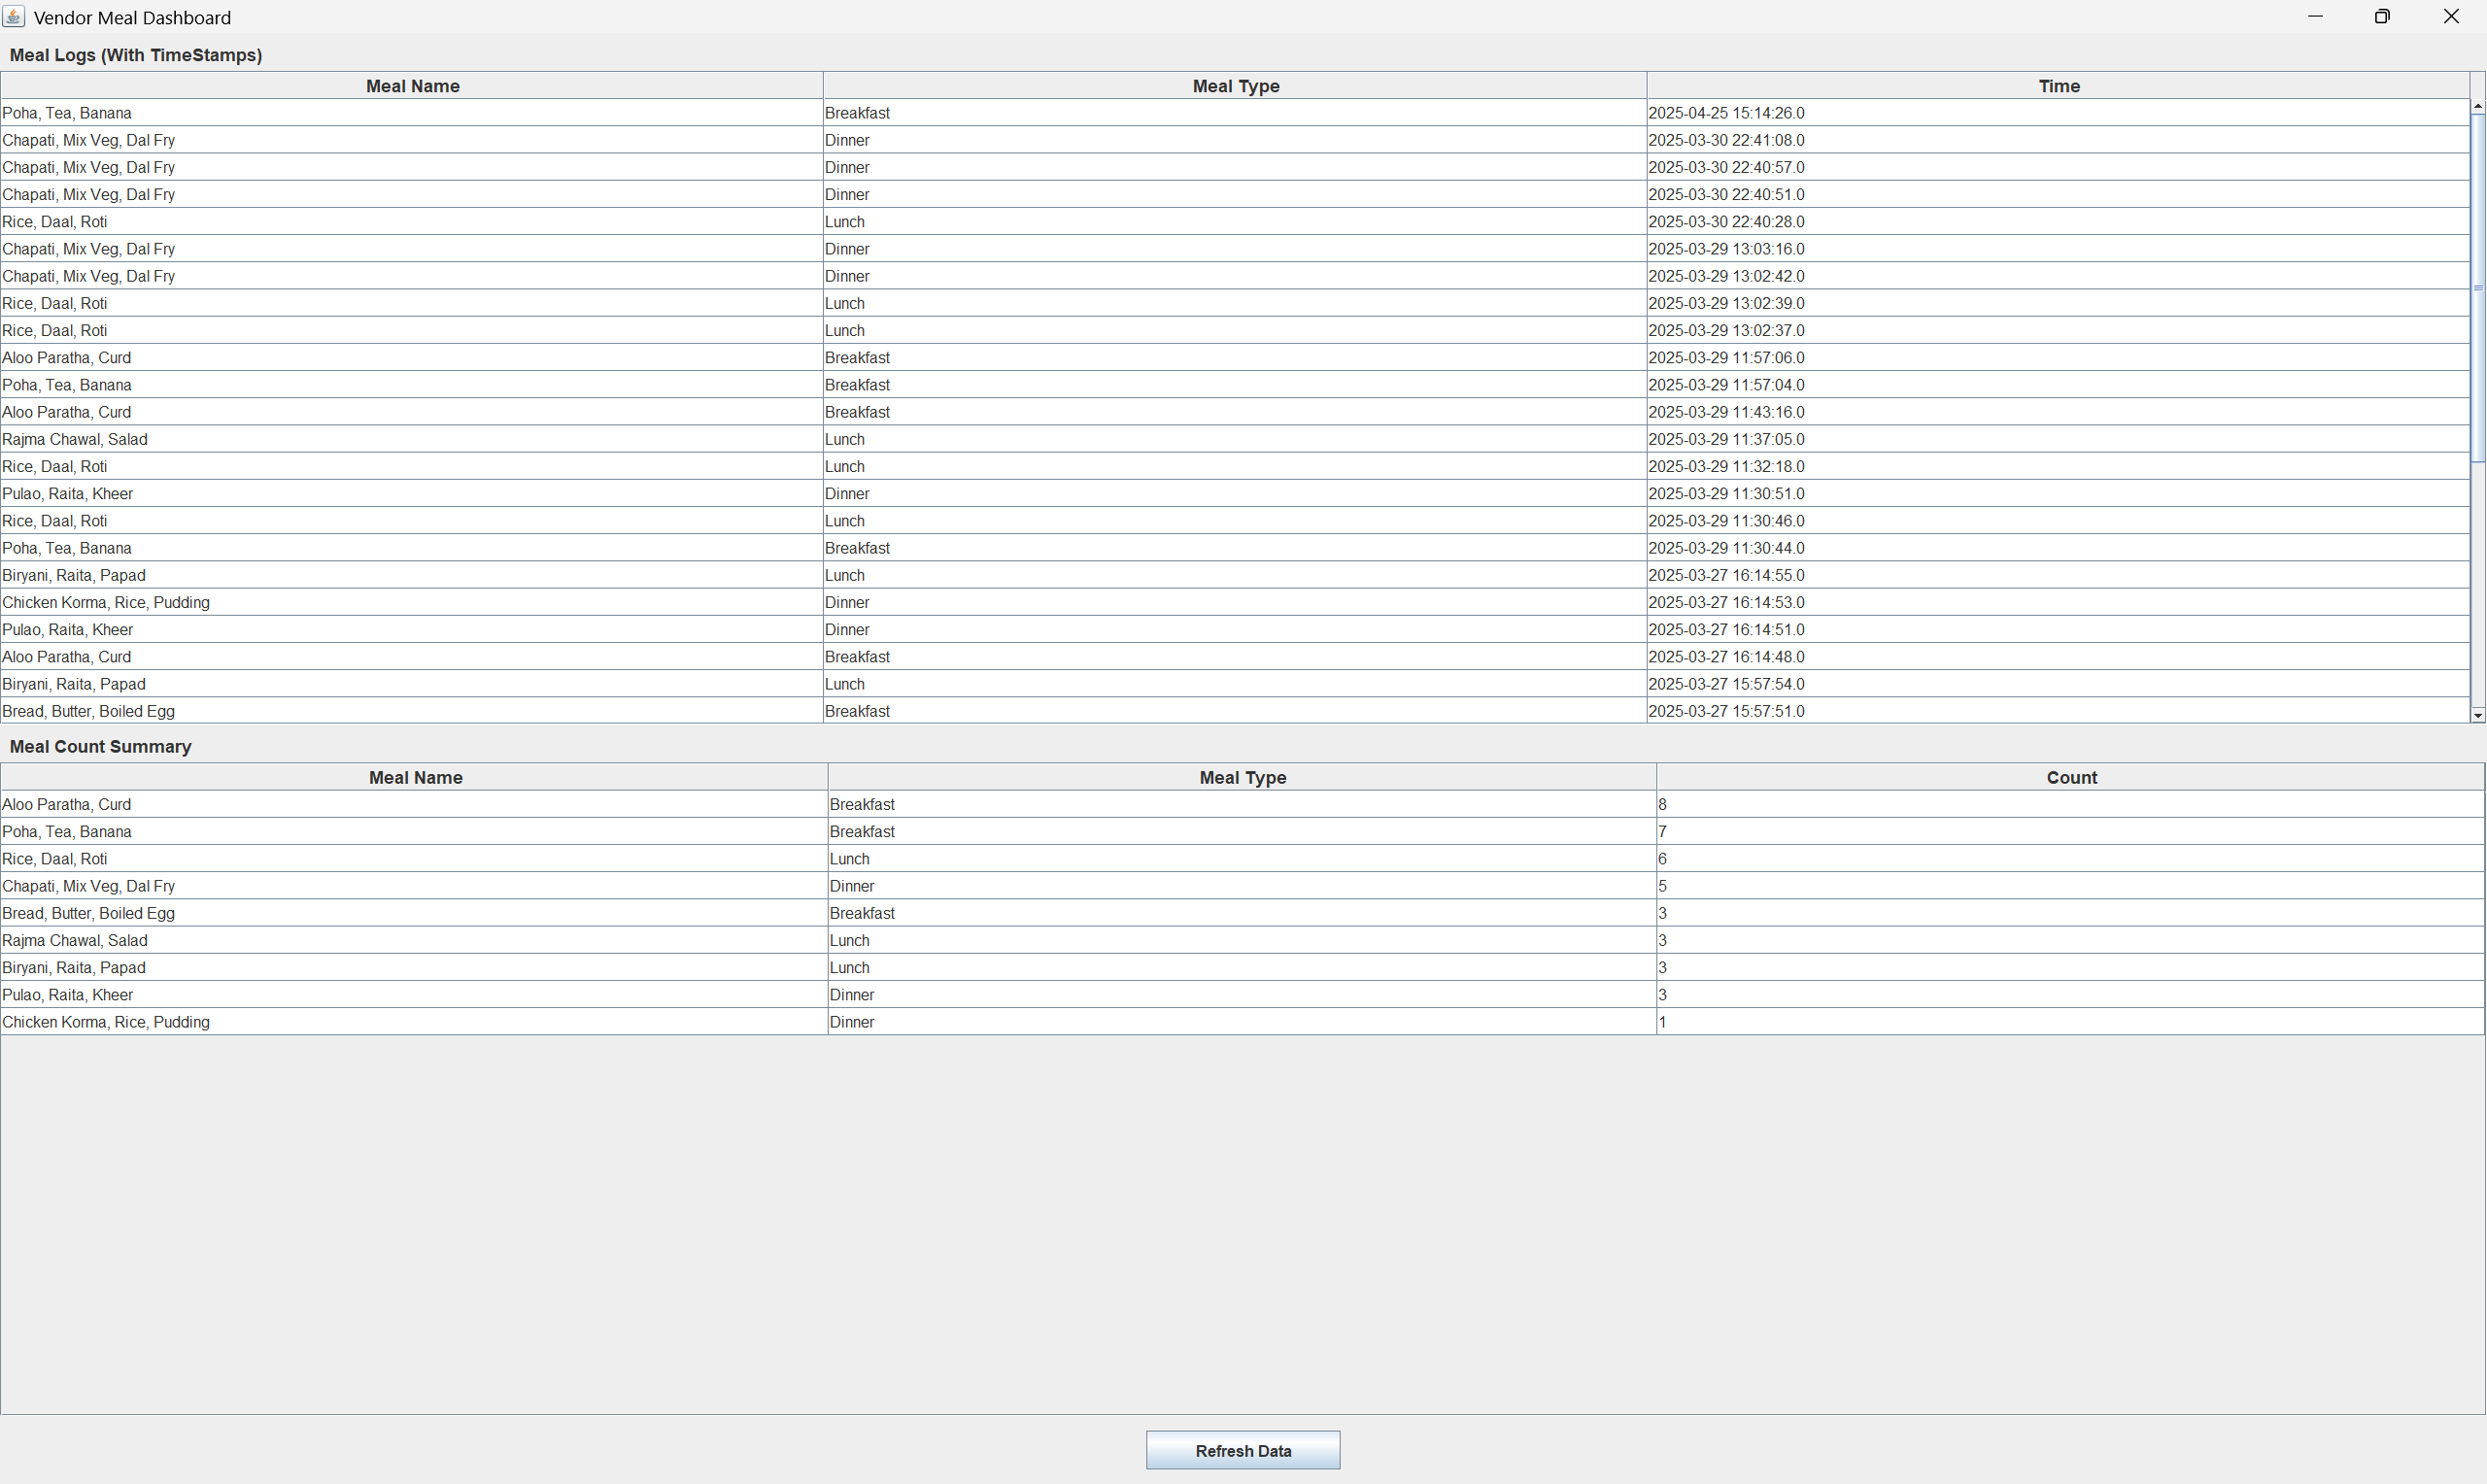 Vendor Meal Dashboard
Meal Logs (With TimeStamps)
Meal Name Meal Type Time
Poha, Tea, Banana Breakfast 2025-04-25 15:14:26.0
Chapati, Mix Veg, Dal Fry Dinner 2025-03-30 22:41:08.0
Chapati, Mix Veg, Dal Fry Dinner 2025-03-30 22:40:57.0
Chapati, Mix Veg, Dal Fry Dinner 2025-03-30 22:40:51.0
Rice, Daal, Roti Lunch 2025-03-30 22:40:28.0
Chapati, Mix Veg, Dal Fry Dinner 2025-03-29 13:03:16.0
Chapati, Mix Veg, Dal Fry Dinner 2025-03-29 13:02:42.0
Rice, Daal, Roti Lunch 2025-03-29 13:02:39.0
Rice, Daal, Roti Lunch 2025-03-29 13:02:37.0
Aloo Paratha, Curd Breakfast 2025-03-29 11:57:06.0
Poha, Tea, Banana Breakfast 2025-03-29 11:57:04.0
Aloo Paratha, Curd Breakfast 2025-03-29 11:43:16.0
Rajma Chawal, Salad Lunch 2025-03-29 11:37:05.0
Rice, Daal, Roti Lunch 2025-03-29 11:32:18.0
Pulao, Raita, Kheer Dinner 2025-03-29 11:30:51.0
Rice, Daal, Roti Lunch 2025-03-29 11:30:46.0
Poha, Tea, Banana Breakfast 2025-03-29 11:30:44.0
Biryani, Raita, Papad Lunch 2025-03-27 16:14:55.0
Chicken Korma, Rice, Pudding Dinner 2025-03-27 16:14:53.0
Pulao, Raita, Kheer Dinner 2025-03-27 16:14:51.0
Aloo Paratha, Curd Breakfast 2025-03-27 16:14:48.0
Biryani, Raita, Papad Lunch 2025-03-27 15:57:54.0
Bread, Butter, Boiled Egg Breakfast 2025-03-27 15:57:51.0
Meal Count Summary
Meal Name Meal Type Count
Aloo Paratha, Curd Breakfast 8
Poha, Tea, Banana Breakfast 7
Rice, Daal, Roti Lunch 6
Chapati, Mix Veg, Dal Fry Dinner 5
Bread, Butter, Boiled Egg Breakfast 3
Rajma Chawal, Salad Lunch 3
Biryani, Raita, Papad Lunch 3
Pulao, Raita, Kheer Dinner 3
Chicken Korma, Rice, Pudding Dinner 1
Refresh Data